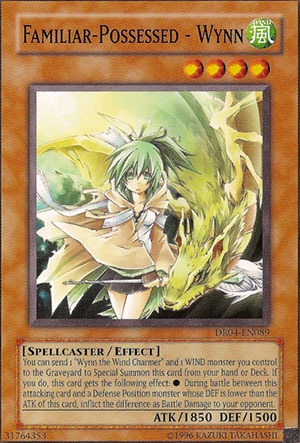 FAMILIAR-POSSESSED - WYNN
WIND
風
DR04-EN089
[SPELLCASTER / EFFECT]
You can send 1 "Wynn the Wind Charmer" and 1 WIND monster you control
to the Graveyard to Special Summon this card from your hand or Deck. If
you do, this card gets the following effect: ● During battle between this
attacking card and a Defense Position monster whose DEF is lower than the
ATK of this card, inflict the difference as Battle Damage to your opponent.
ATK/1850 DEF/1500
31764353
©1996 KAZUKI TAKAHASHI